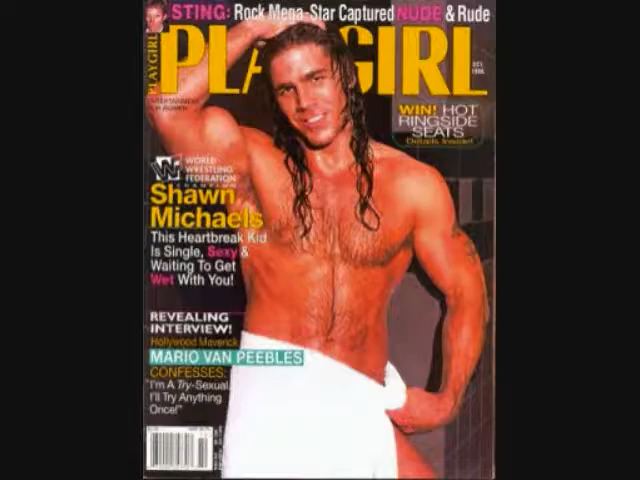 STING: Rock Mega-Star Captured NUDE & Rude
PLAYGIRL
PLAYGIRL
OCT.
ENTERTAINMENT
FOR WOMEN
WIN! HOT
RINGSIDE
SEATS
Details Inside!
WORLD
WRESTLING
FEDERATION
CHAMPION
Shawn
Michaels
This Heartbreak Kid
Is Single, Sexy &
Waiting To Get
Wet With You!
REVEALING
INTERVIEW!
Hollywood Maverick
MARIO VAN PEEBLES
CONFESSES:
"I'm A Try-Sexual,
I'll Try Anything
Once!"